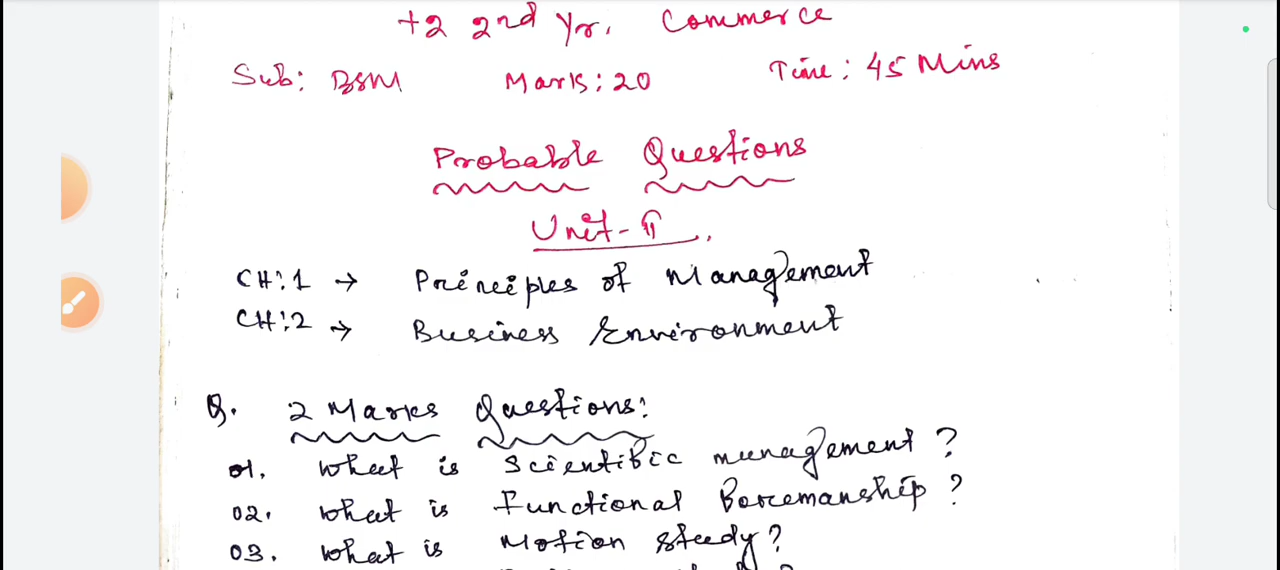 +2 2nd Yr. Commerce
Sub: BSM Marks: 20 Time: 45 Mins
Probable Questions
Unit-II
CH:1 → Principles of Management
CH:2 → Business Environment
Q. 2 Marks Questions:
01. What is Scientific management?
02. What is Functional Foremanship?
03. What is Motion study?